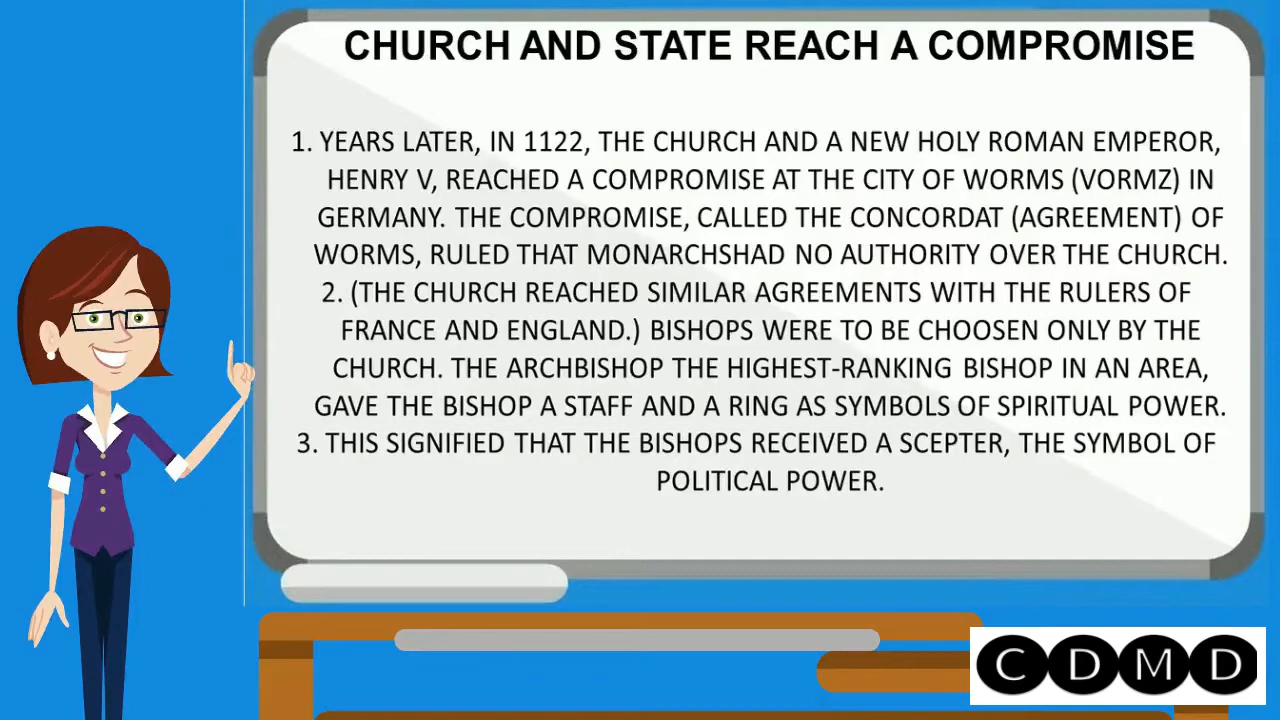 CHURCH AND STATE REACH A COMPROMISE
1. YEARS LATER, IN 1122, THE CHURCH AND A NEW HOLY ROMAN EMPEROR,
HENRY V, REACHED A COMPROMISE AT THE CITY OF WORMS (VORMZ) IN
GERMANY. THE COMPROMISE, CALLED THE CONCORDAT (AGREEMENT) OF
WORMS, RULED THAT MONARCHSHAD NO AUTHORITY OVER THE CHURCH.
2. (THE CHURCH REACHED SIMILAR AGREEMENTS WITH THE RULERS OF
FRANCE AND ENGLAND.) BISHOPS WERE TO BE CHOOSEN ONLY BY THE
CHURCH. THE ARCHBISHOP THE HIGHEST-RANKING BISHOP IN AN AREA,
GAVE THE BISHOP A STAFF AND A RING AS SYMBOLS OF SPIRITUAL POWER.
3. THIS SIGNIFIED THAT THE BISHOPS RECEIVED A SCEPTER, THE SYMBOL OF
POLITICAL POWER.
CDMD